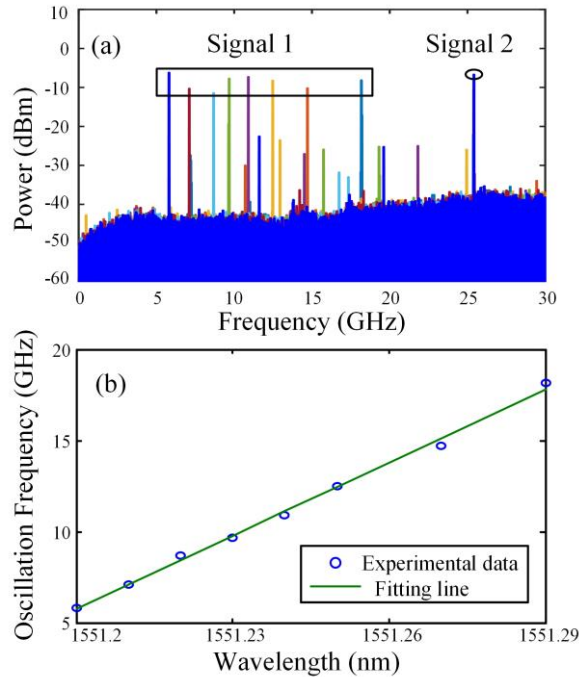 10
(a)
Signal 1
Signal 2
0
-10
-20
-30
-40
-50
-60
Power (dBm)
0
5
10
15
20
25
30
Frequency (GHz)
20
(b)
15
10
5
Oscillation Frequency (GHz)
Experimental data
Fitting line
1551.2
1551.23
1551.26
1551.29
Wavelength (nm)